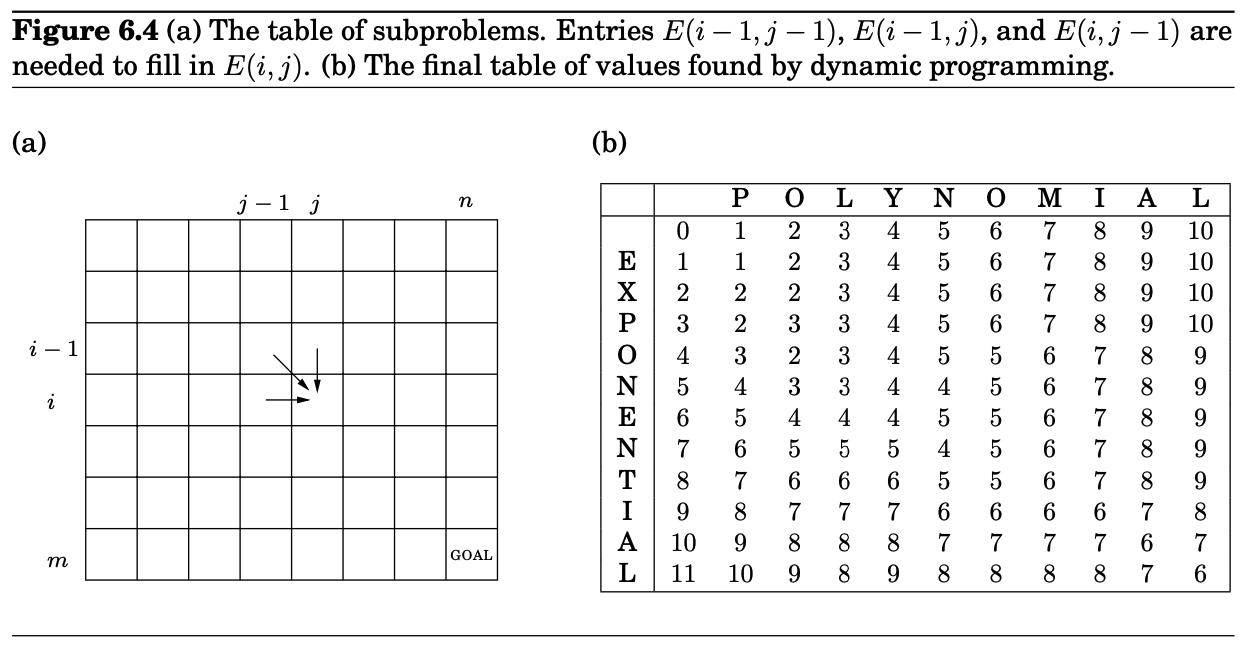 Figure 6.4 (a) The table of subproblems. Entries E(i − 1, j − 1), E(i − 1, j), and E(i, j − 1) are
needed to fill in E(i, j). (b) The final table of values found by dynamic programming.
(a)
j − 1 j n
i − 1
i
m GOAL
(b)
P O L Y N O M I A L
0 1 2 3 4 5 6 7 8 9 10
E 1 1 2 3 4 5 6 7 8 9 10
X 2 2 2 3 4 5 6 7 8 9 10
P 3 2 3 3 4 5 6 7 8 9 10
O 4 3 2 3 4 5 5 6 7 8 9
N 5 4 3 3 4 4 5 6 7 8 9
E 6 5 4 4 4 5 5 6 7 8 9
N 7 6 5 5 5 4 5 6 7 8 9
T 8 7 6 6 6 5 5 6 7 8 9
I 9 8 7 7 7 6 6 6 6 7 8
A 10 9 8 8 8 7 7 7 7 6 7
L 11 10 9 8 9 8 8 8 8 7 6